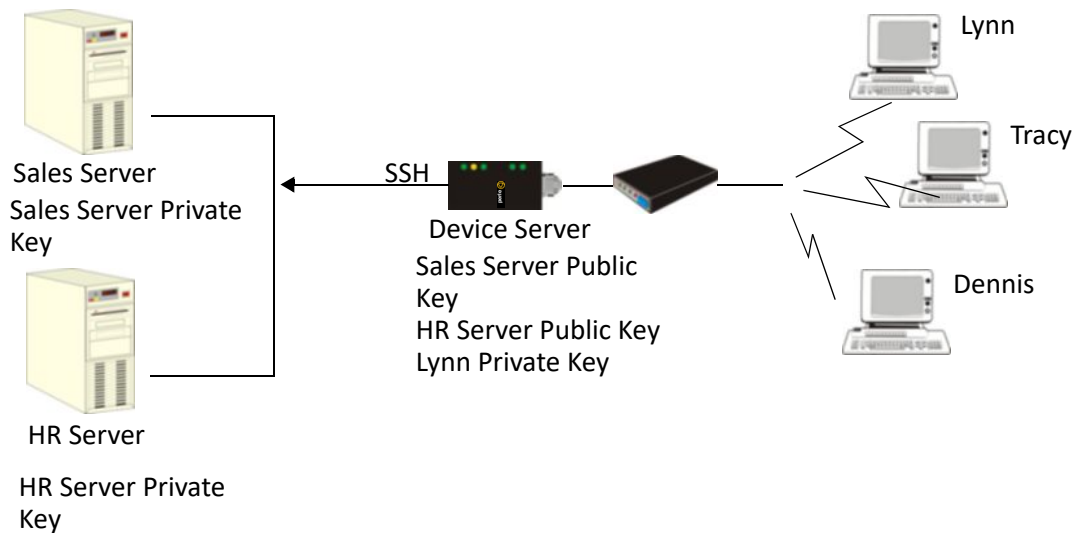 Lynn
Tracy
Dennis
SSH
Sales Server
Sales Server Private
Key
HR Server
HR Server Private
Key
Device Server
Sales Server Public
Key
HR Server Public Key
Lynn Private Key